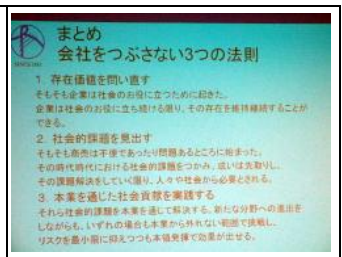 まとめ
会社をつぶさない3つの法則
1. 存在価値を問い直す
そもそも企業は社会のお役に立つために起きた。
企業は社会のお役に立ち続ける限り、その存在を維持継続することが
できる。
2. 社会的課題を見出す
そもそも商売は不便であったり問題あるところに始まった。
その時代時代における社会的課題をつかみ、或いは先取りし、
その課題解決をしていく限り、人々や社会から必要とされる。
3. 本業を通じた社会貢献を実践する
それら社会的課題を本業を通じて解決する。新たな分野への進出を
しながらも、いずれの場合も本業から外れない範囲で挑戦し、
リスクを最小限に抑えつつも本領発揮で効果が出せる。